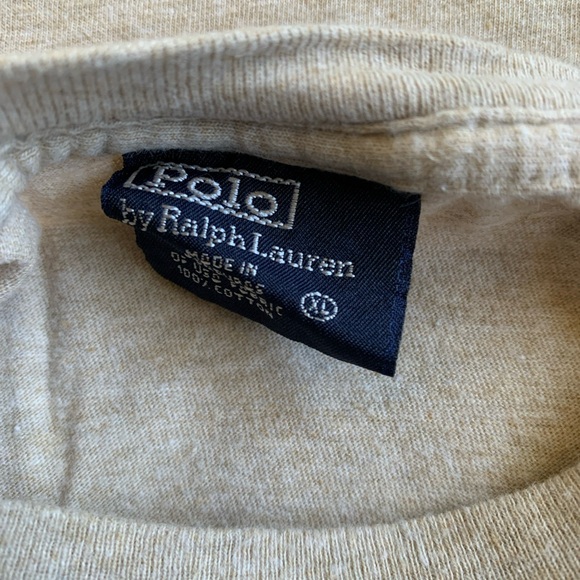 Polo
by Ralph Lauren
MADE IN
100% COTTON
XL